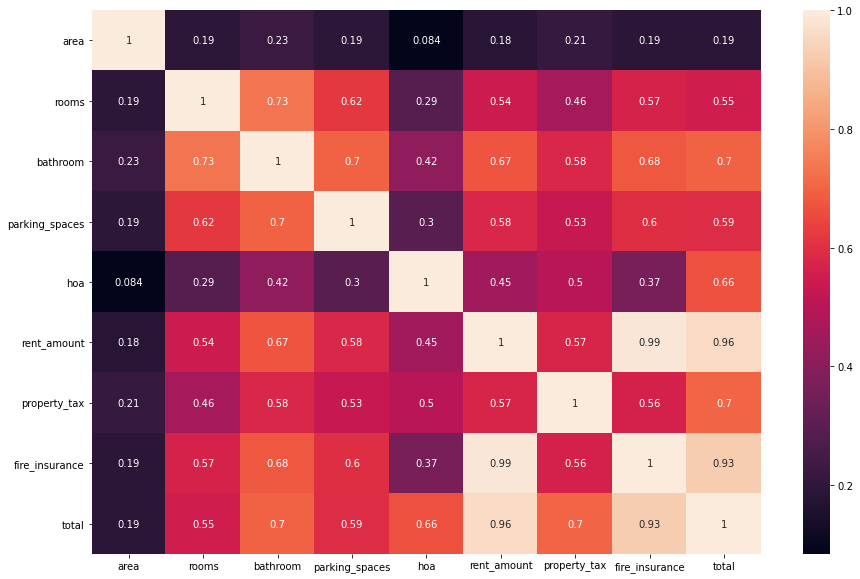 area 1 0.19 0.23 0.19 0.084 0.18 0.21 0.19 0.19
rooms 0.19 1 0.73 0.62 0.29 0.54 0.46 0.57 0.55
bathroom 0.23 0.73 1 0.7 0.42 0.67 0.58 0.68 0.7
parking_spaces 0.19 0.62 0.7 1 0.3 0.58 0.53 0.6 0.59
hoa 0.084 0.29 0.42 0.3 1 0.45 0.5 0.37 0.66
rent_amount 0.18 0.54 0.67 0.58 0.45 1 0.57 0.99 0.96
property_tax 0.21 0.46 0.58 0.53 0.5 0.57 1 0.56 0.7
fire_insurance 0.19 0.57 0.68 0.6 0.37 0.99 0.56 1 0.93
total 0.19 0.55 0.7 0.59 0.66 0.96 0.7 0.93 1
area rooms bathroom parking_spaces hoa rent_amount property_tax fire_insurance total
1.0
0.8
0.6
0.4
0.2